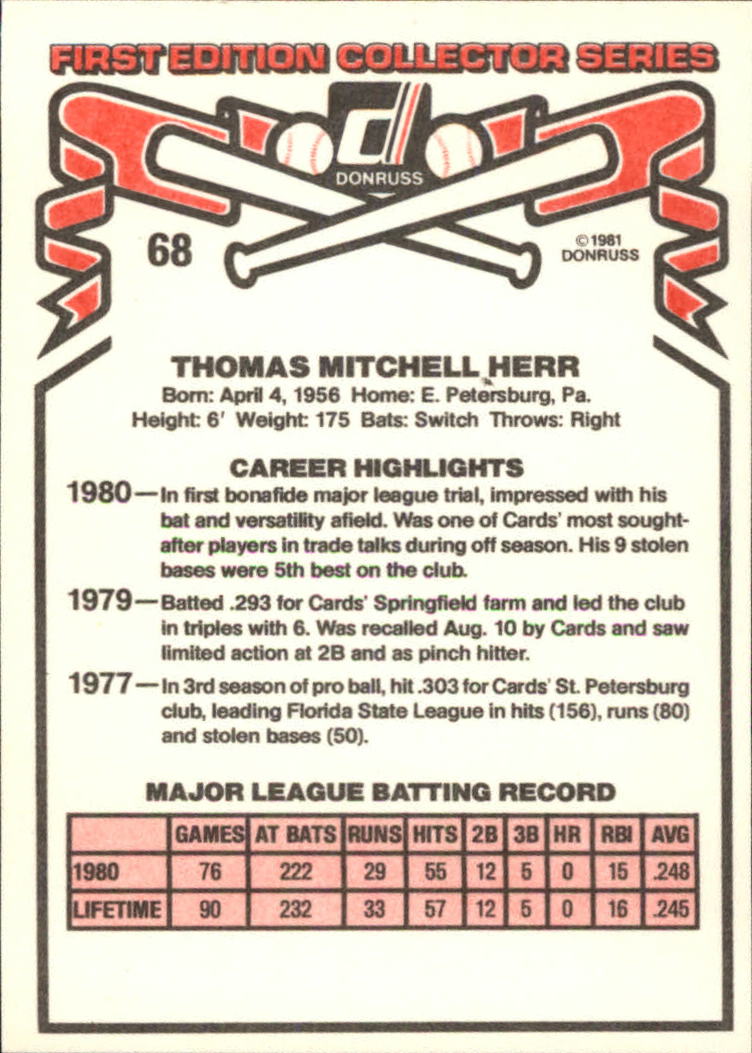 FIRST EDITION COLLECTOR SERIES
d
DONRUSS
68
©1981
DONRUSS
THOMAS MITCHELL HERR
Born: April 4, 1956 Home: E. Petersburg, Pa.
Height: 6' Weight: 175 Bats: Switch Throws: Right
CAREER HIGHLIGHTS
1980—In first bonafide major league trial, impressed with his
bat and versatility afield. Was one of Cards' most sought-
after players in trade talks during off season. His 9 stolen
bases were 5th best on the club.
1979—Batted .293 for Cards' Springfield farm and led the club
in triples with 6. Was recalled Aug. 10 by Cards and saw
limited action at 2B and as pinch hitter.
1977—In 3rd season of pro ball, hit .303 for Cards' St. Petersburg
club, leading Florida State League in hits (156), runs (80)
and stolen bases (50).
MAJOR LEAGUE BATTING RECORD
GAMES AT BATS RUNS HITS 2B 3B HR RBI AVG
1980 76 222 29 55 12 5 0 15 .248
LIFETIME 90 232 33 57 12 5 0 16 .245